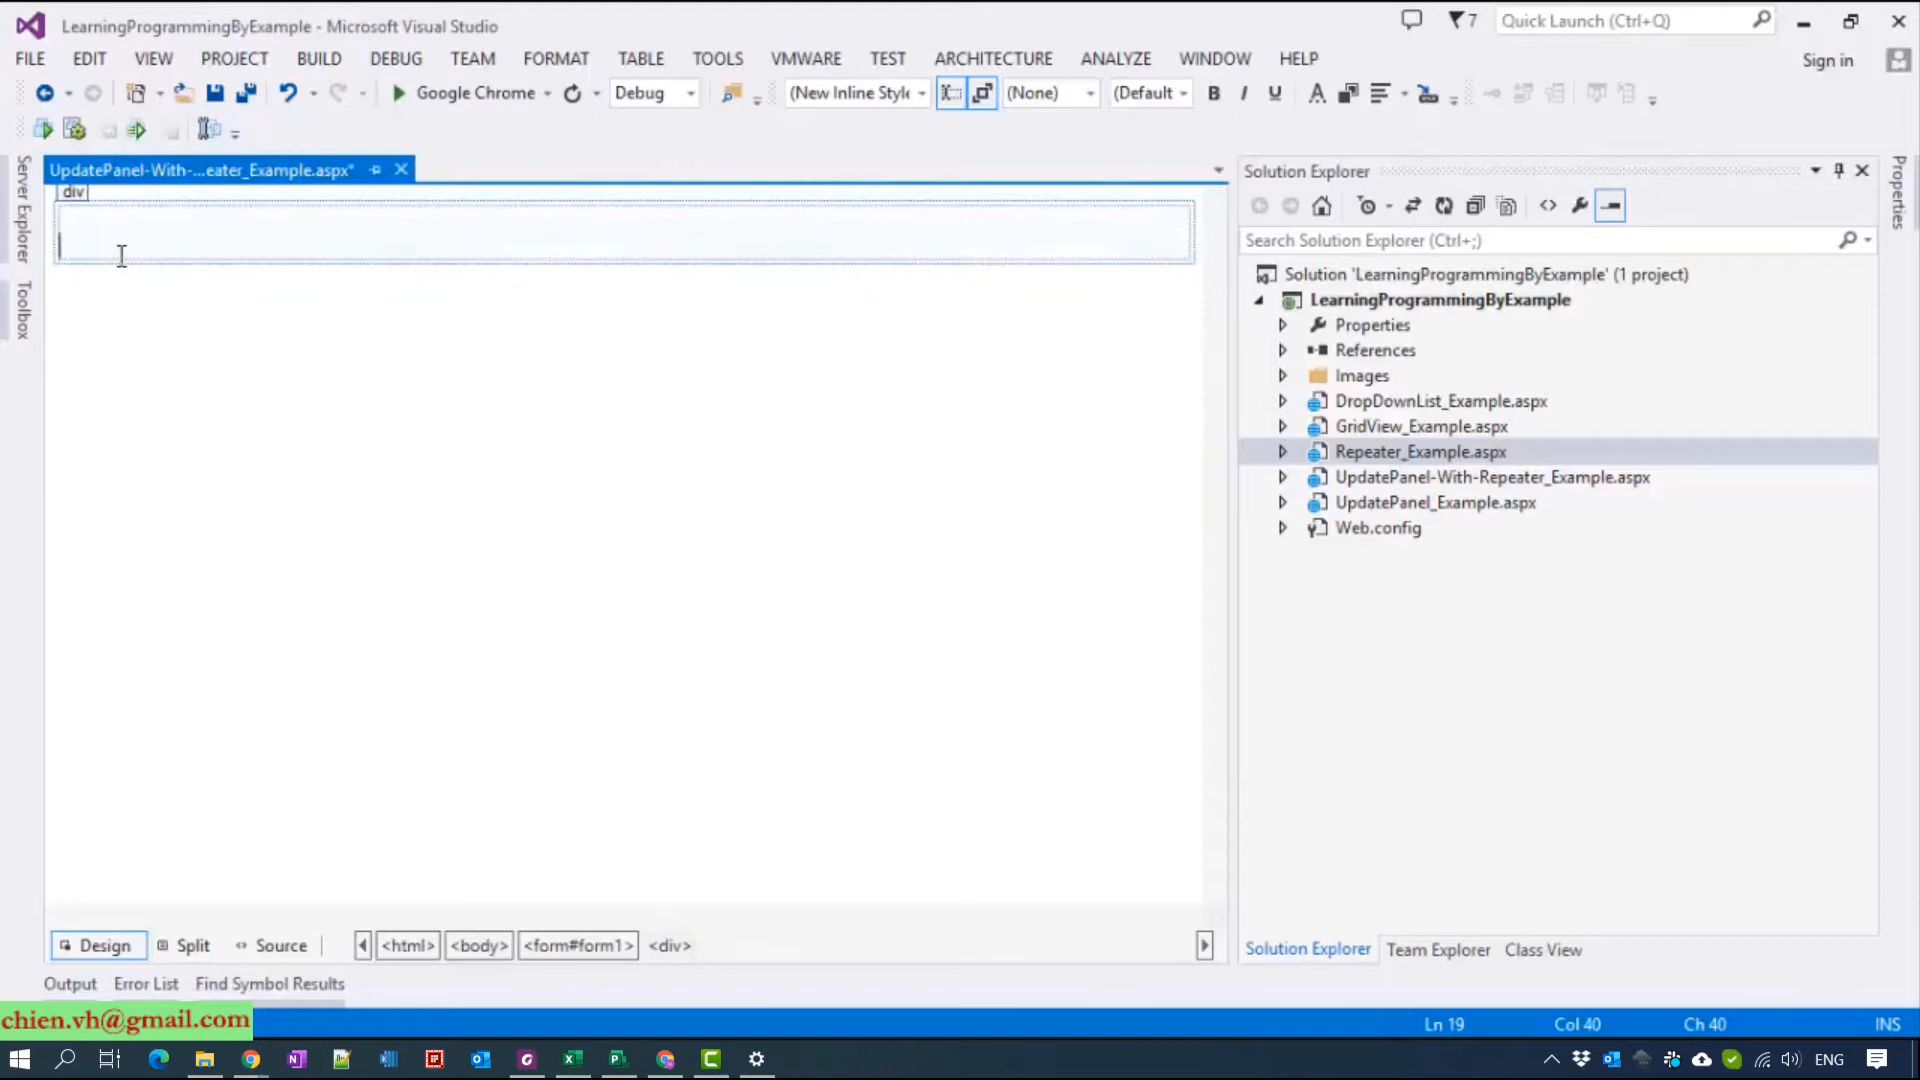 LearningProgrammingByExample - Microsoft Visual Studio
7
Quick Launch (Ctrl+Q)
FILE EDIT VIEW PROJECT BUILD DEBUG TEAM FORMAT TABLE TOOLS VMWARE TEST ARCHITECTURE ANALYZE WINDOW HELP
Sign in
Google Chrome
Debug
(New Inline Style
(None)
(Default
B I U A
UpdatePanel-With-...eater_Example.aspx*
div
Server Explorer
Toolbox
Solution Explorer
Search Solution Explorer (Ctrl+;)
Solution 'LearningProgrammingByExample' (1 project)
LearningProgrammingByExample
Properties
References
Images
DropDownList_Example.aspx
GridView_Example.aspx
Repeater_Example.aspx
UpdatePanel-With-Repeater_Example.aspx
UpdatePanel_Example.aspx
Web.config
Properties
Design Split Source <html> <body> <form#form1> <div>
Solution Explorer Team Explorer Class View
Output Error List Find Symbol Results
chien.vh@gmail.com
Ln 19 Col 40 Ch 40 INS
ENG